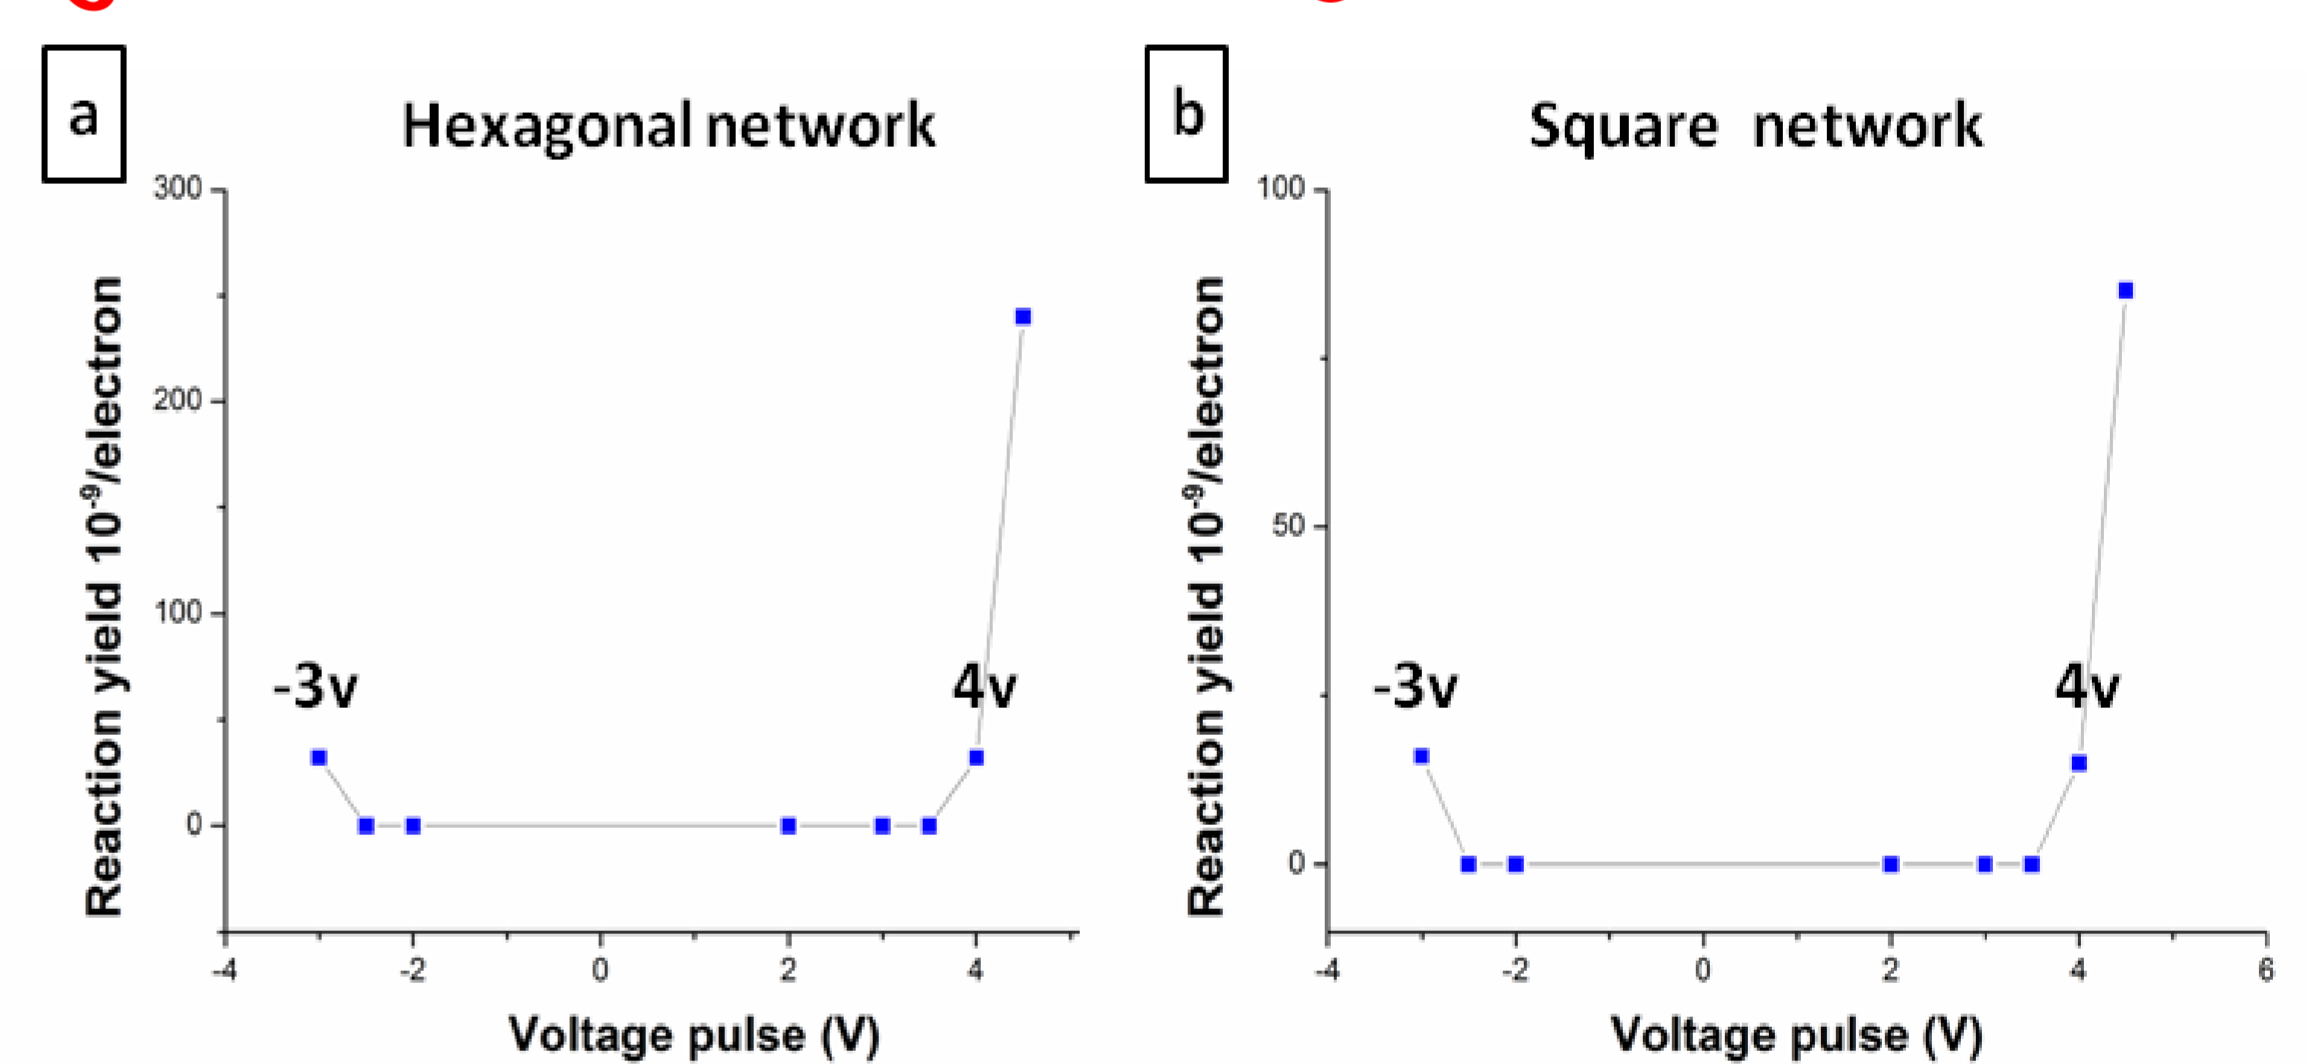 a
Hexagonal network
300
200
100
0
Reaction yield 10⁻⁹/electron
-3v
4v
-4 -2 0 2 4
Voltage pulse (V)
b
Square network
100
50
0
Reaction yield 10⁻⁹/electron
-3v
4v
-4 -2 0 2 4 6
Voltage pulse (V)